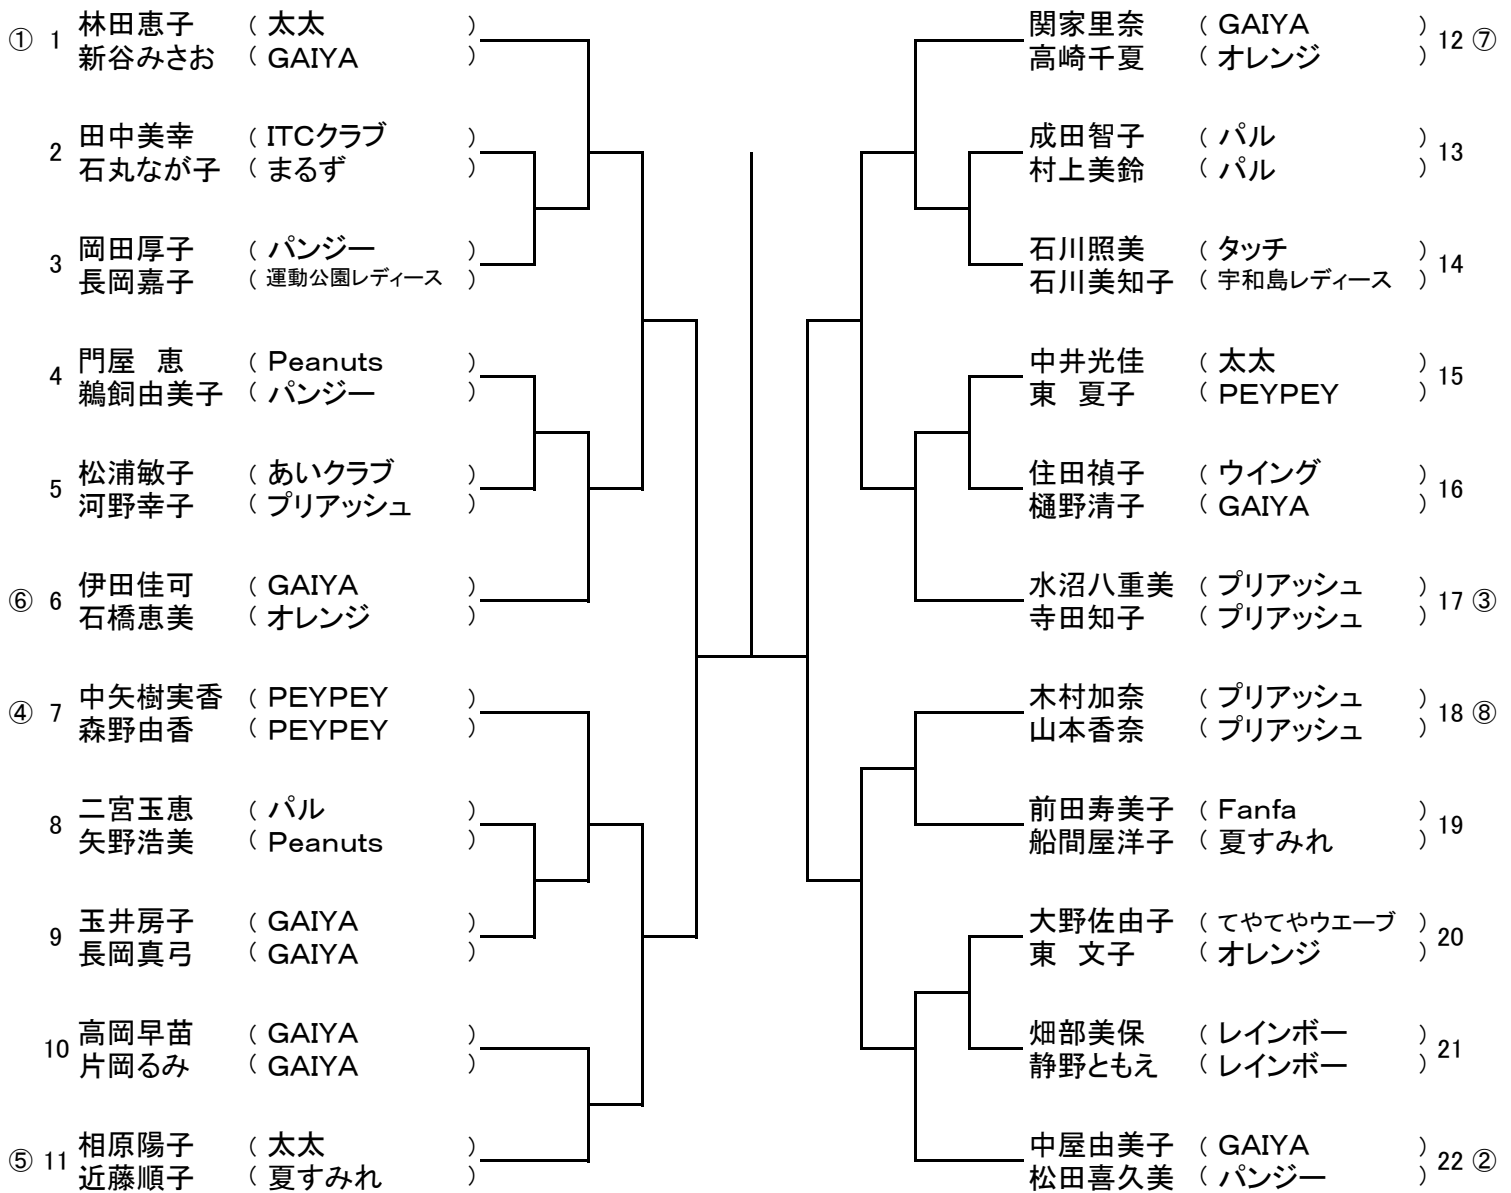 ① 1 林田恵子 ( 太太 )
新谷みさお ( GAIYA )
2 田中美幸 ( ITCクラブ )
石丸なが子 ( まるず )
3 岡田厚子 ( パンジー )
長岡嘉子 ( 運動公園レディース )
4 門屋　恵 ( Peanuts )
鵜飼由美子 ( パンジー )
5 松浦敏子 ( あいクラブ )
河野幸子 ( プリアッシュ )
⑥ 6 伊田佳可 ( GAIYA )
石橋恵美 ( オレンジ )
④ 7 中矢樹実香 ( PEYPEY )
森野由香 ( PEYPEY )
8 二宮玉恵 ( パル )
矢野浩美 ( Peanuts )
9 玉井房子 ( GAIYA )
長岡真弓 ( GAIYA )
10 高岡早苗 ( GAIYA )
片岡るみ ( GAIYA )
⑤ 11 相原陽子 ( 太太 )
近藤順子 ( 夏すみれ )
関家里奈 ( GAIYA ) 12 ⑦
高崎千夏 ( オレンジ )
成田智子 ( パル ) 13
村上美鈴 ( パル )
石川照美 ( タッチ ) 14
石川美知子 ( 宇和島レディース )
中井光佳 ( 太太 ) 15
東　夏子 ( PEYPEY )
住田禎子 ( ウイング ) 16
樋野清子 ( GAIYA )
水沼八重美 ( プリアッシュ ) 17 ③
寺田知子 ( プリアッシュ )
木村加奈 ( プリアッシュ ) 18 ⑧
山本香奈 ( プリアッシュ )
前田寿美子 ( Fanfa ) 19
船間屋洋子 ( 夏すみれ )
大野佐由子 ( てやてやウエーブ ) 20
東　文子 ( オレンジ )
畑部美保 ( レインボー ) 21
静野ともえ ( レインボー )
中屋由美子 ( GAIYA ) 22 ②
松田喜久美 ( パンジー )